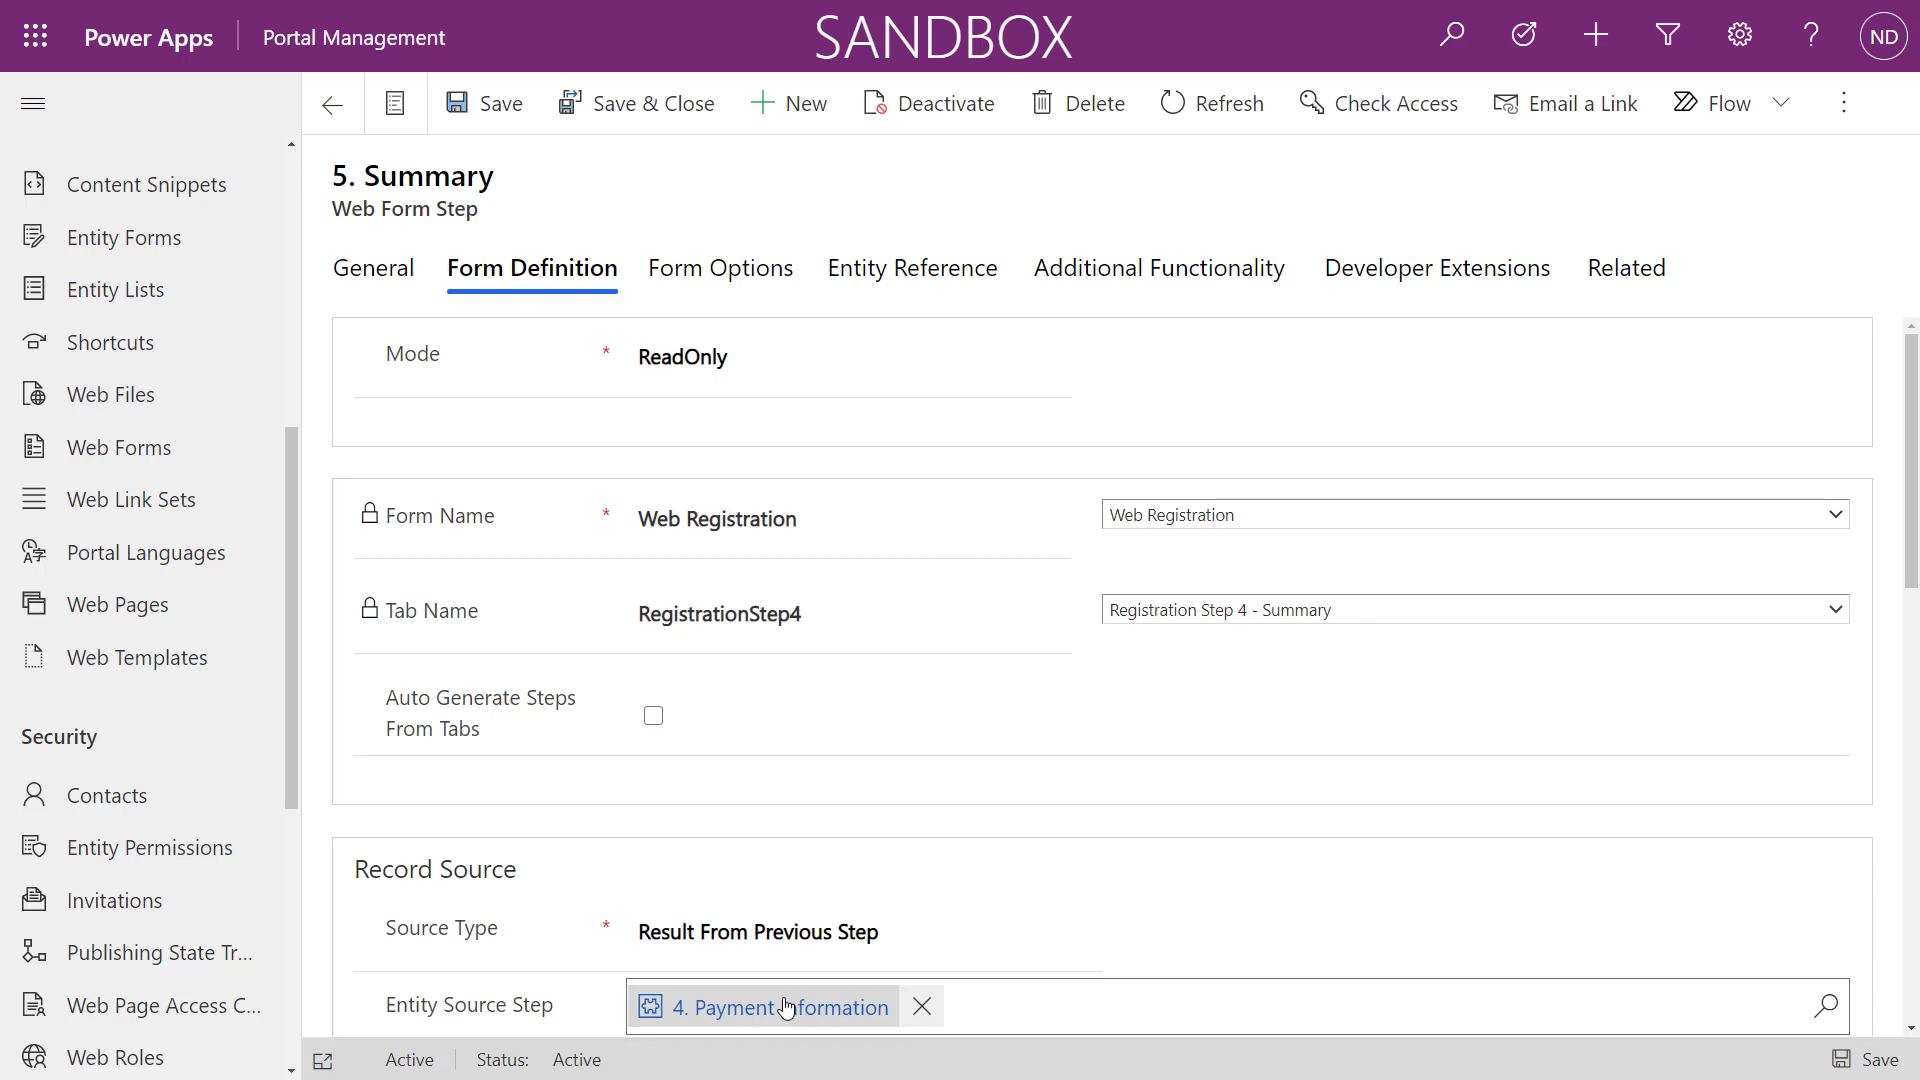 Power Apps
Portal Management
SANDBOX
ND
Save
Save & Close
New
Deactivate
Delete
Refresh
Check Access
Email a Link
Flow
Content Snippets
Entity Forms
Entity Lists
Shortcuts
Web Files
Web Forms
Web Link Sets
Portal Languages
Web Pages
Web Templates
Security
Contacts
Entity Permissions
Invitations
Publishing State Tr...
Web Page Access C...
Web Roles
5. Summary
Web Form Step
General
Form Definition
Form Options
Entity Reference
Additional Functionality
Developer Extensions
Related
Mode * ReadOnly
Form Name * Web Registration
Web Registration
Tab Name RegistrationStep4
Registration Step 4 - Summary
Auto Generate Steps
From Tabs
Record Source
Source Type * Result From Previous Step
Entity Source Step 4. Payment Information
Active
Status: Active
Save